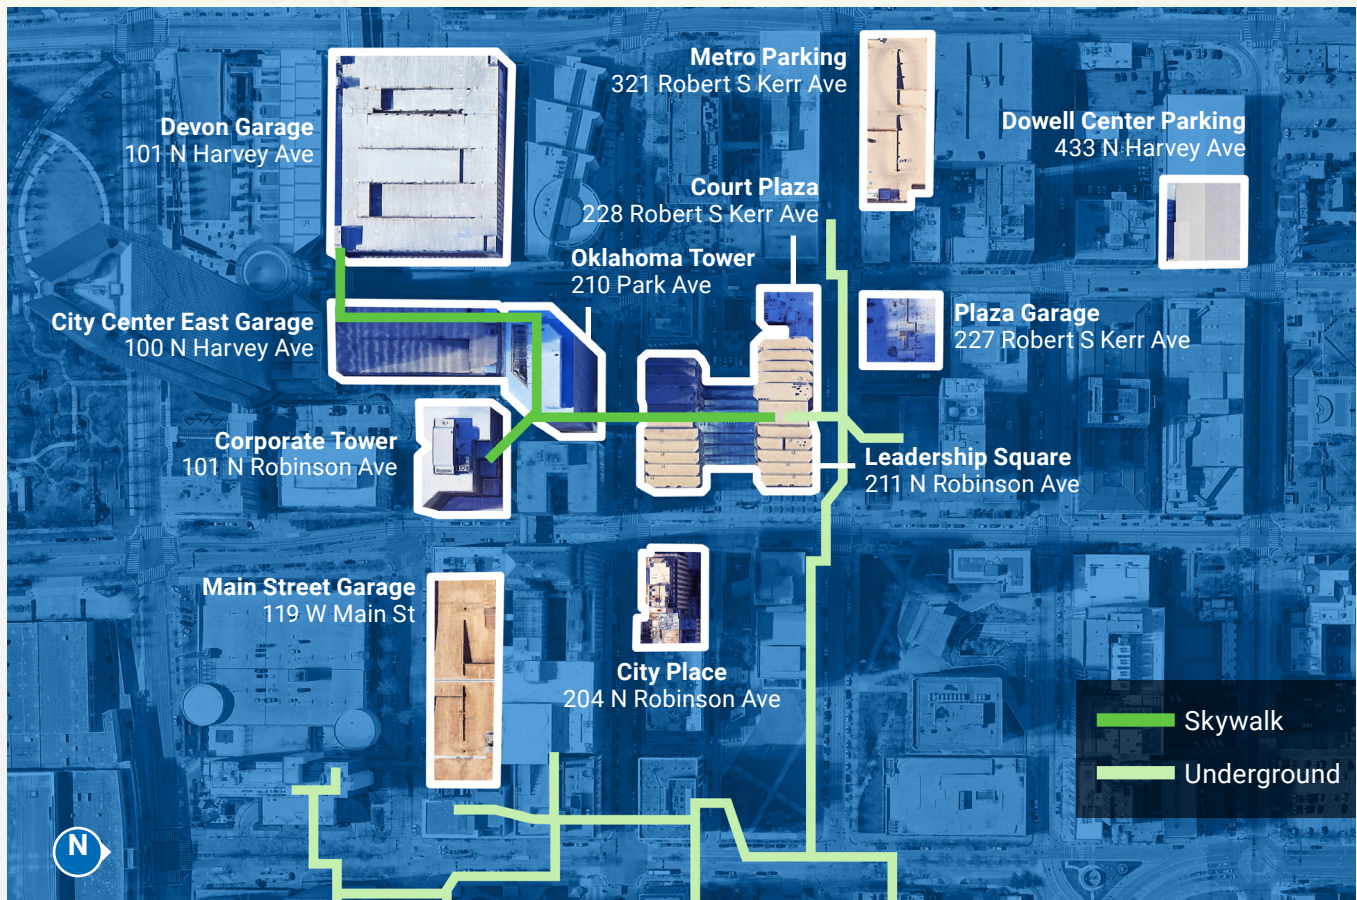 Metro Parking
321 Robert S Kerr Ave
Devon Garage
101 N Harvey Ave
Dowell Center Parking
433 N Harvey Ave
Court Plaza
228 Robert S Kerr Ave
Oklahoma Tower
210 Park Ave
City Center East Garage
100 N Harvey Ave
Plaza Garage
227 Robert S Kerr Ave
Corporate Tower
101 N Robinson Ave
Leadership Square
211 N Robinson Ave
Main Street Garage
119 W Main St
City Place
204 N Robinson Ave
Skywalk
Underground
N